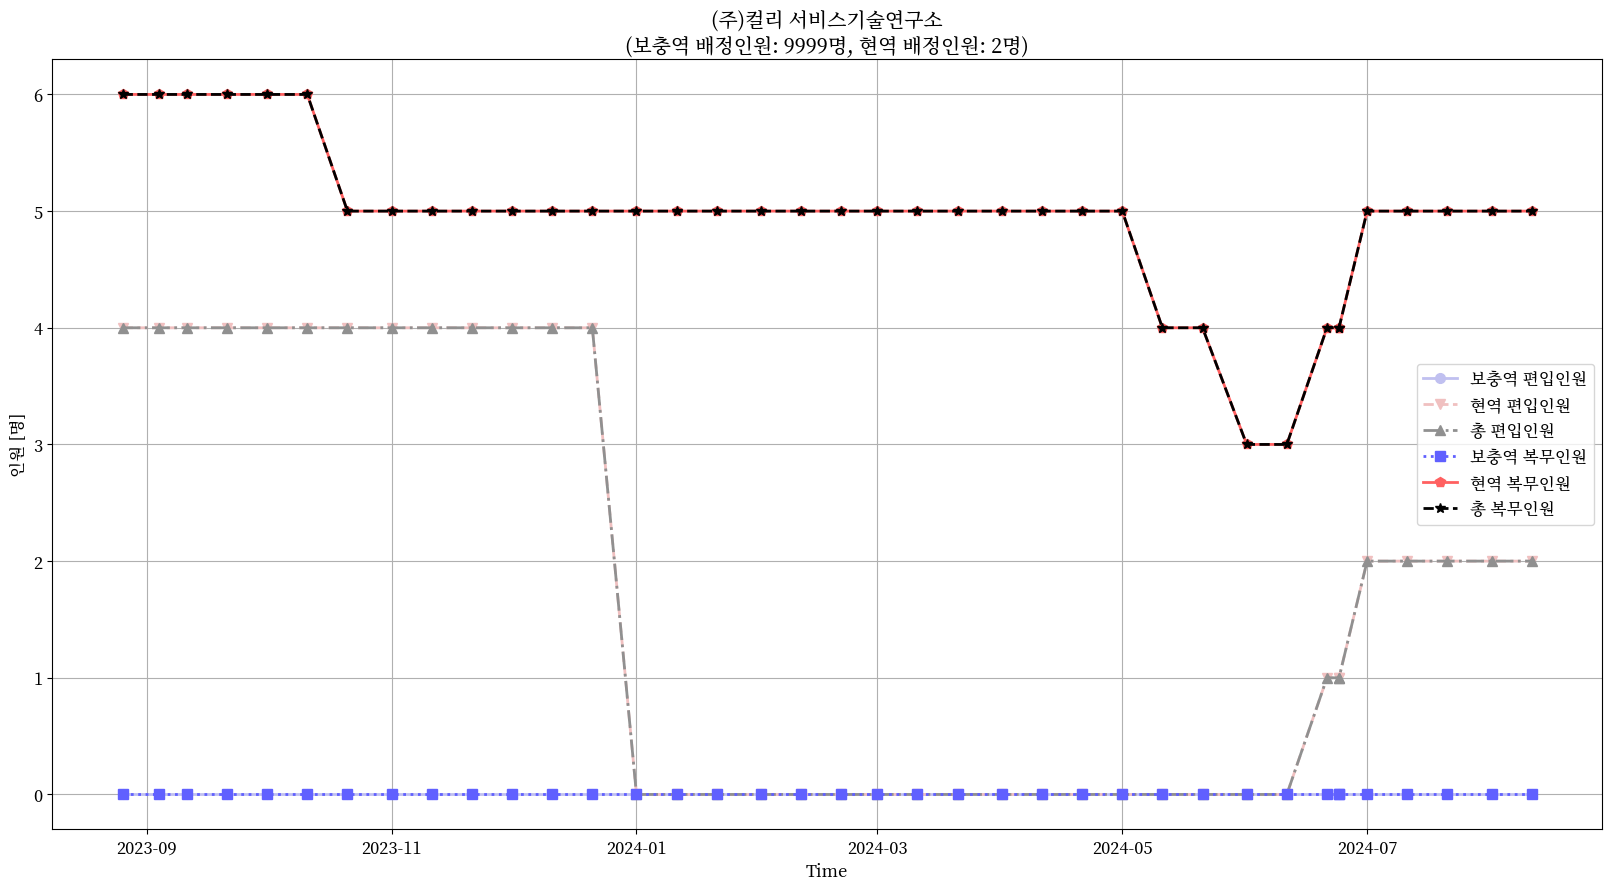 (주)컬리 서비스기술연구소
(보충역 배정인원: 9999명, 현역 배정인원: 2명)
6
5
4
3
2
1
0
인원 [명]
보충역 편입인원
현역 편입인원
총 편입인원
보충역 복무인원
현역 복무인원
총 복무인원
2023-09 2023-11 2024-01 2024-03 2024-05 2024-07
Time